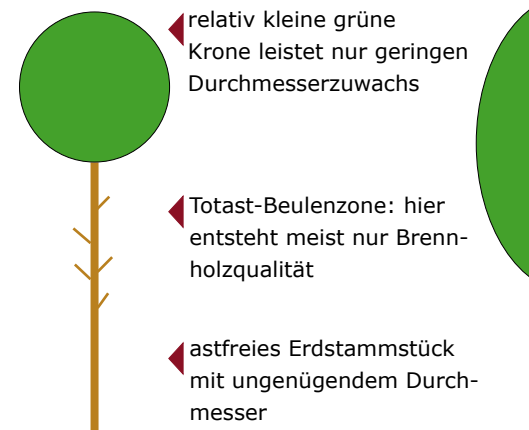 relativ kleine grüne
Krone leistet nur geringen
Durchmesserzuwachs
Totast-Beulenzone: hier
entsteht meist nur Brenn-
holzqualität
astfreies Erdstammstück
mit ungenügendem Durch-
messer